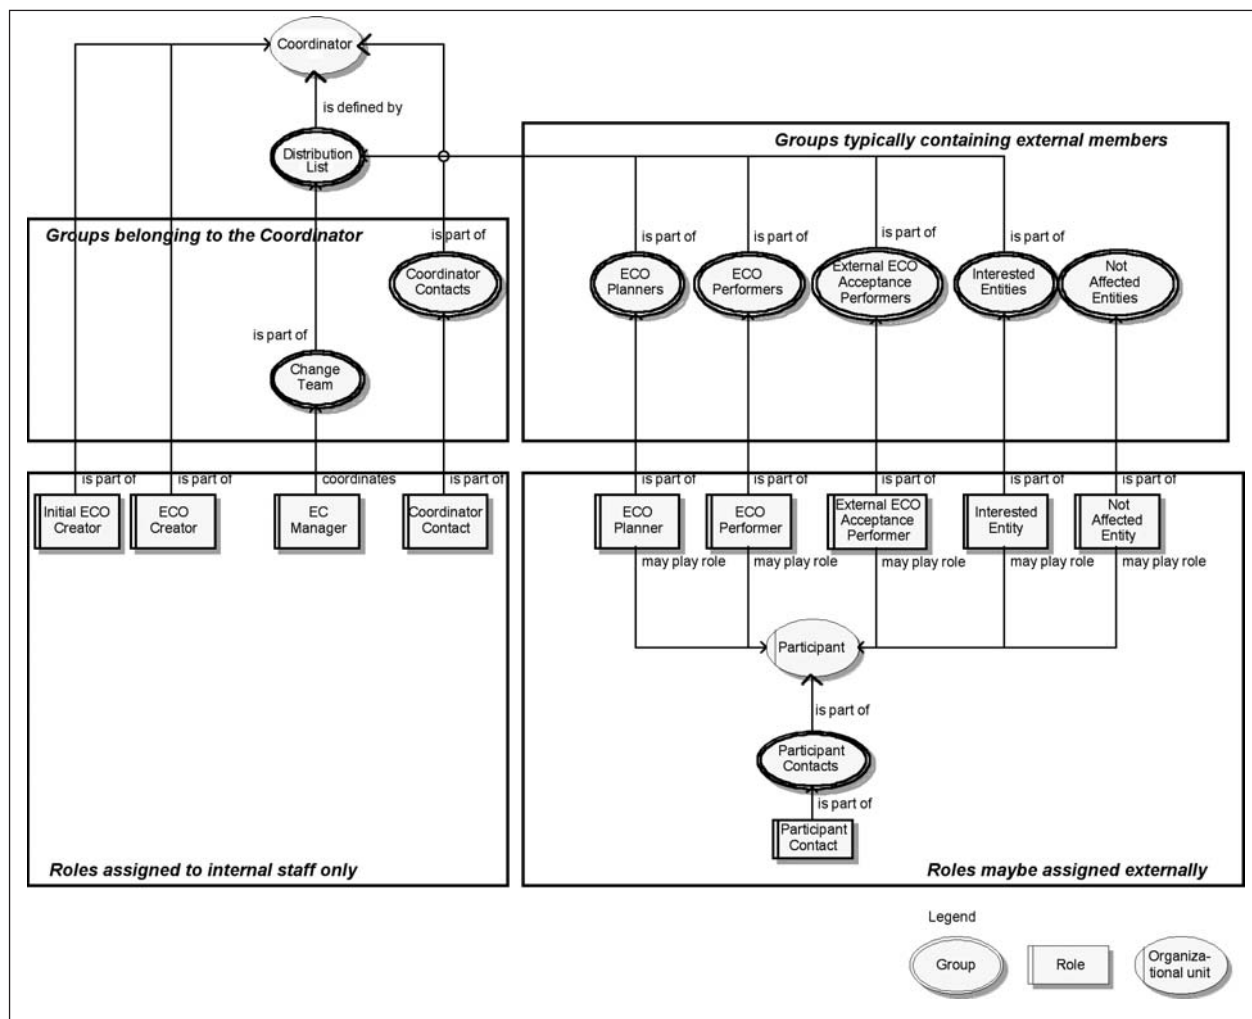 Coordinator
is defined by
Distribution
List
Groups typically containing external members
Groups belonging to the Coordinator
is part of
is part of
is part of
is part of
is part of
Coordinator
Contacts
ECO
Planners
ECO
Performers
External ECO
Acceptance
Performers
Interested
Entities
Not
Affected
Entities
is part of
Change
Team
is part of
is part of
coordinates
is part of
is part of
is part of
is part of
is part of
is part of
Initial ECO
Creator
ECO
Creator
EC
Manager
Coordinator
Contact
ECO
Planner
ECO
Performer
External ECO
Acceptance
Performer
Interested
Entity
Not
Affected
Entity
may play role
may play role
may play role
may play role
may play role
Participant
is part of
Participant
Contacts
is part of
Participant
Contact
Roles assigned to internal staff only
Roles maybe assigned externally
Legend
Group
Role
Organiza-
tional unit